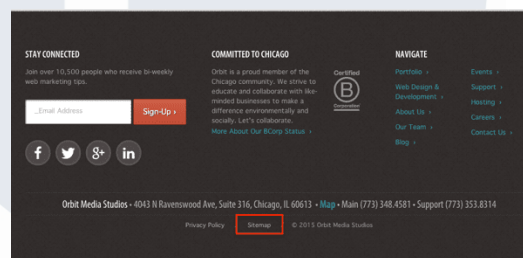 STAY CONNECTED
Join over 10,500 people who receive bi-weekly
web marketing tips.
_Email Address
Sign-Up ›
f
g+
in
COMMITTED TO CHICAGO
Orbit is a proud member of the
Chicago community. We strive to
educate and collaborate with like-
minded businesses to make a
difference environmentally and
socially. Let's collaborate.
More About Our BCorp Status ›
Certified
B
Corporation
NAVIGATE
Portfolio ›
Web Design &
Development ›
About Us ›
Our Team ›
Blog ›
Events ›
Support ›
Hosting ›
Careers ›
Contact Us ›
Orbit Media Studios • 4043 N Ravenswood Ave, Suite 316, Chicago, IL 60613 • Map • Main (773) 348.4581 • Support (773) 353.8314
Privacy Policy Sitemap © 2015 Orbit Media Studios